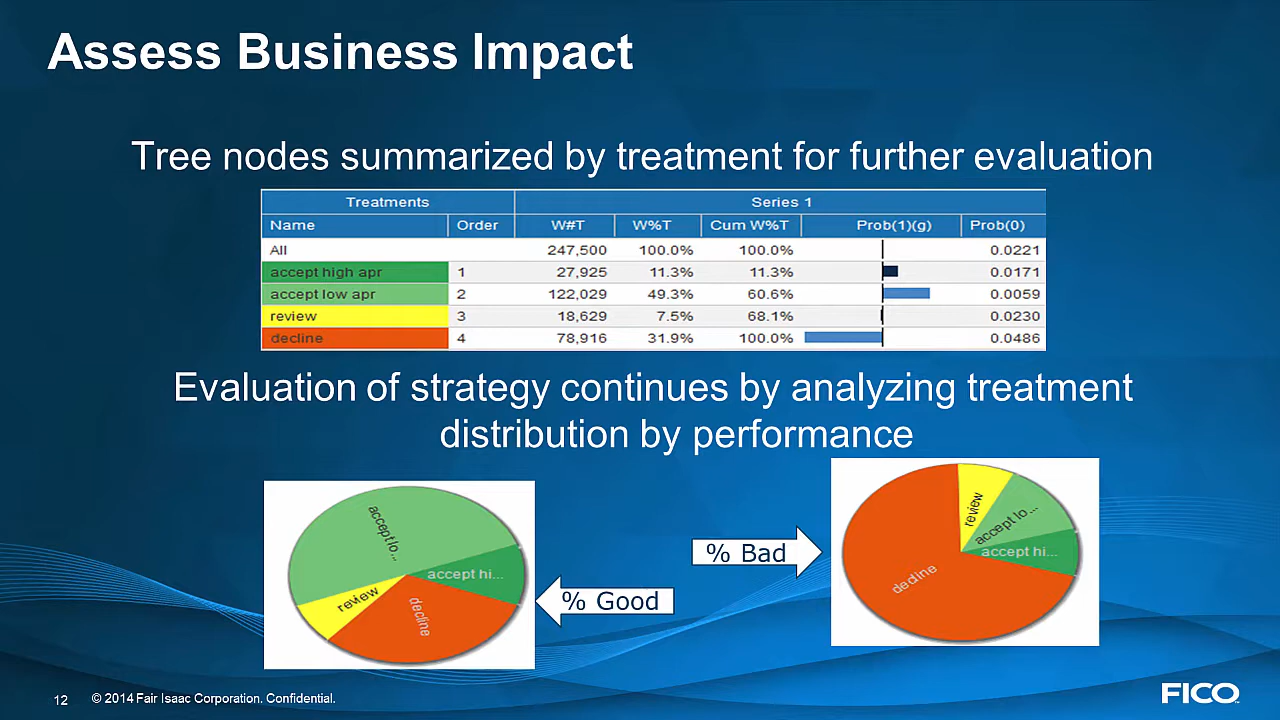 Assess Business Impact
Tree nodes summarized by treatment for further evaluation
Treatments Series 1
Name Order W#T W%T Cum W%T Prob(1)(g) Prob(0)
All 247,500 100.0% 100.0% 0.0221
accept high apr 1 27,925 11.3% 11.3% 0.0171
accept low apr 2 122,029 49.3% 60.6% 0.0059
review 3 18,629 7.5% 68.1% 0.0230
decline 4 78,916 31.9% 100.0% 0.0486
Evaluation of strategy continues by analyzing treatment
distribution by performance
accept lo...
accept hi...
review
decline
% Good
% Bad
review
accept lo...
accept hi...
decline
12 © 2014 Fair Isaac Corporation. Confidential.
FICO